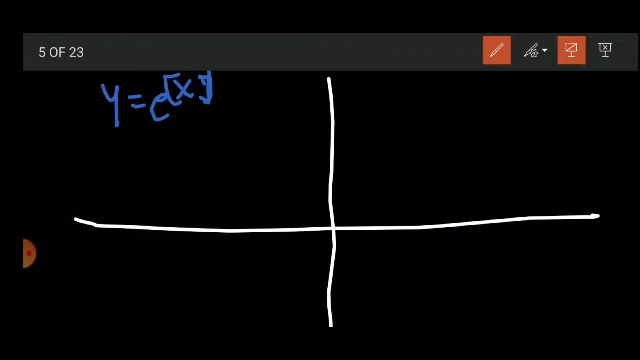 5 OF 23
y = e^[x]